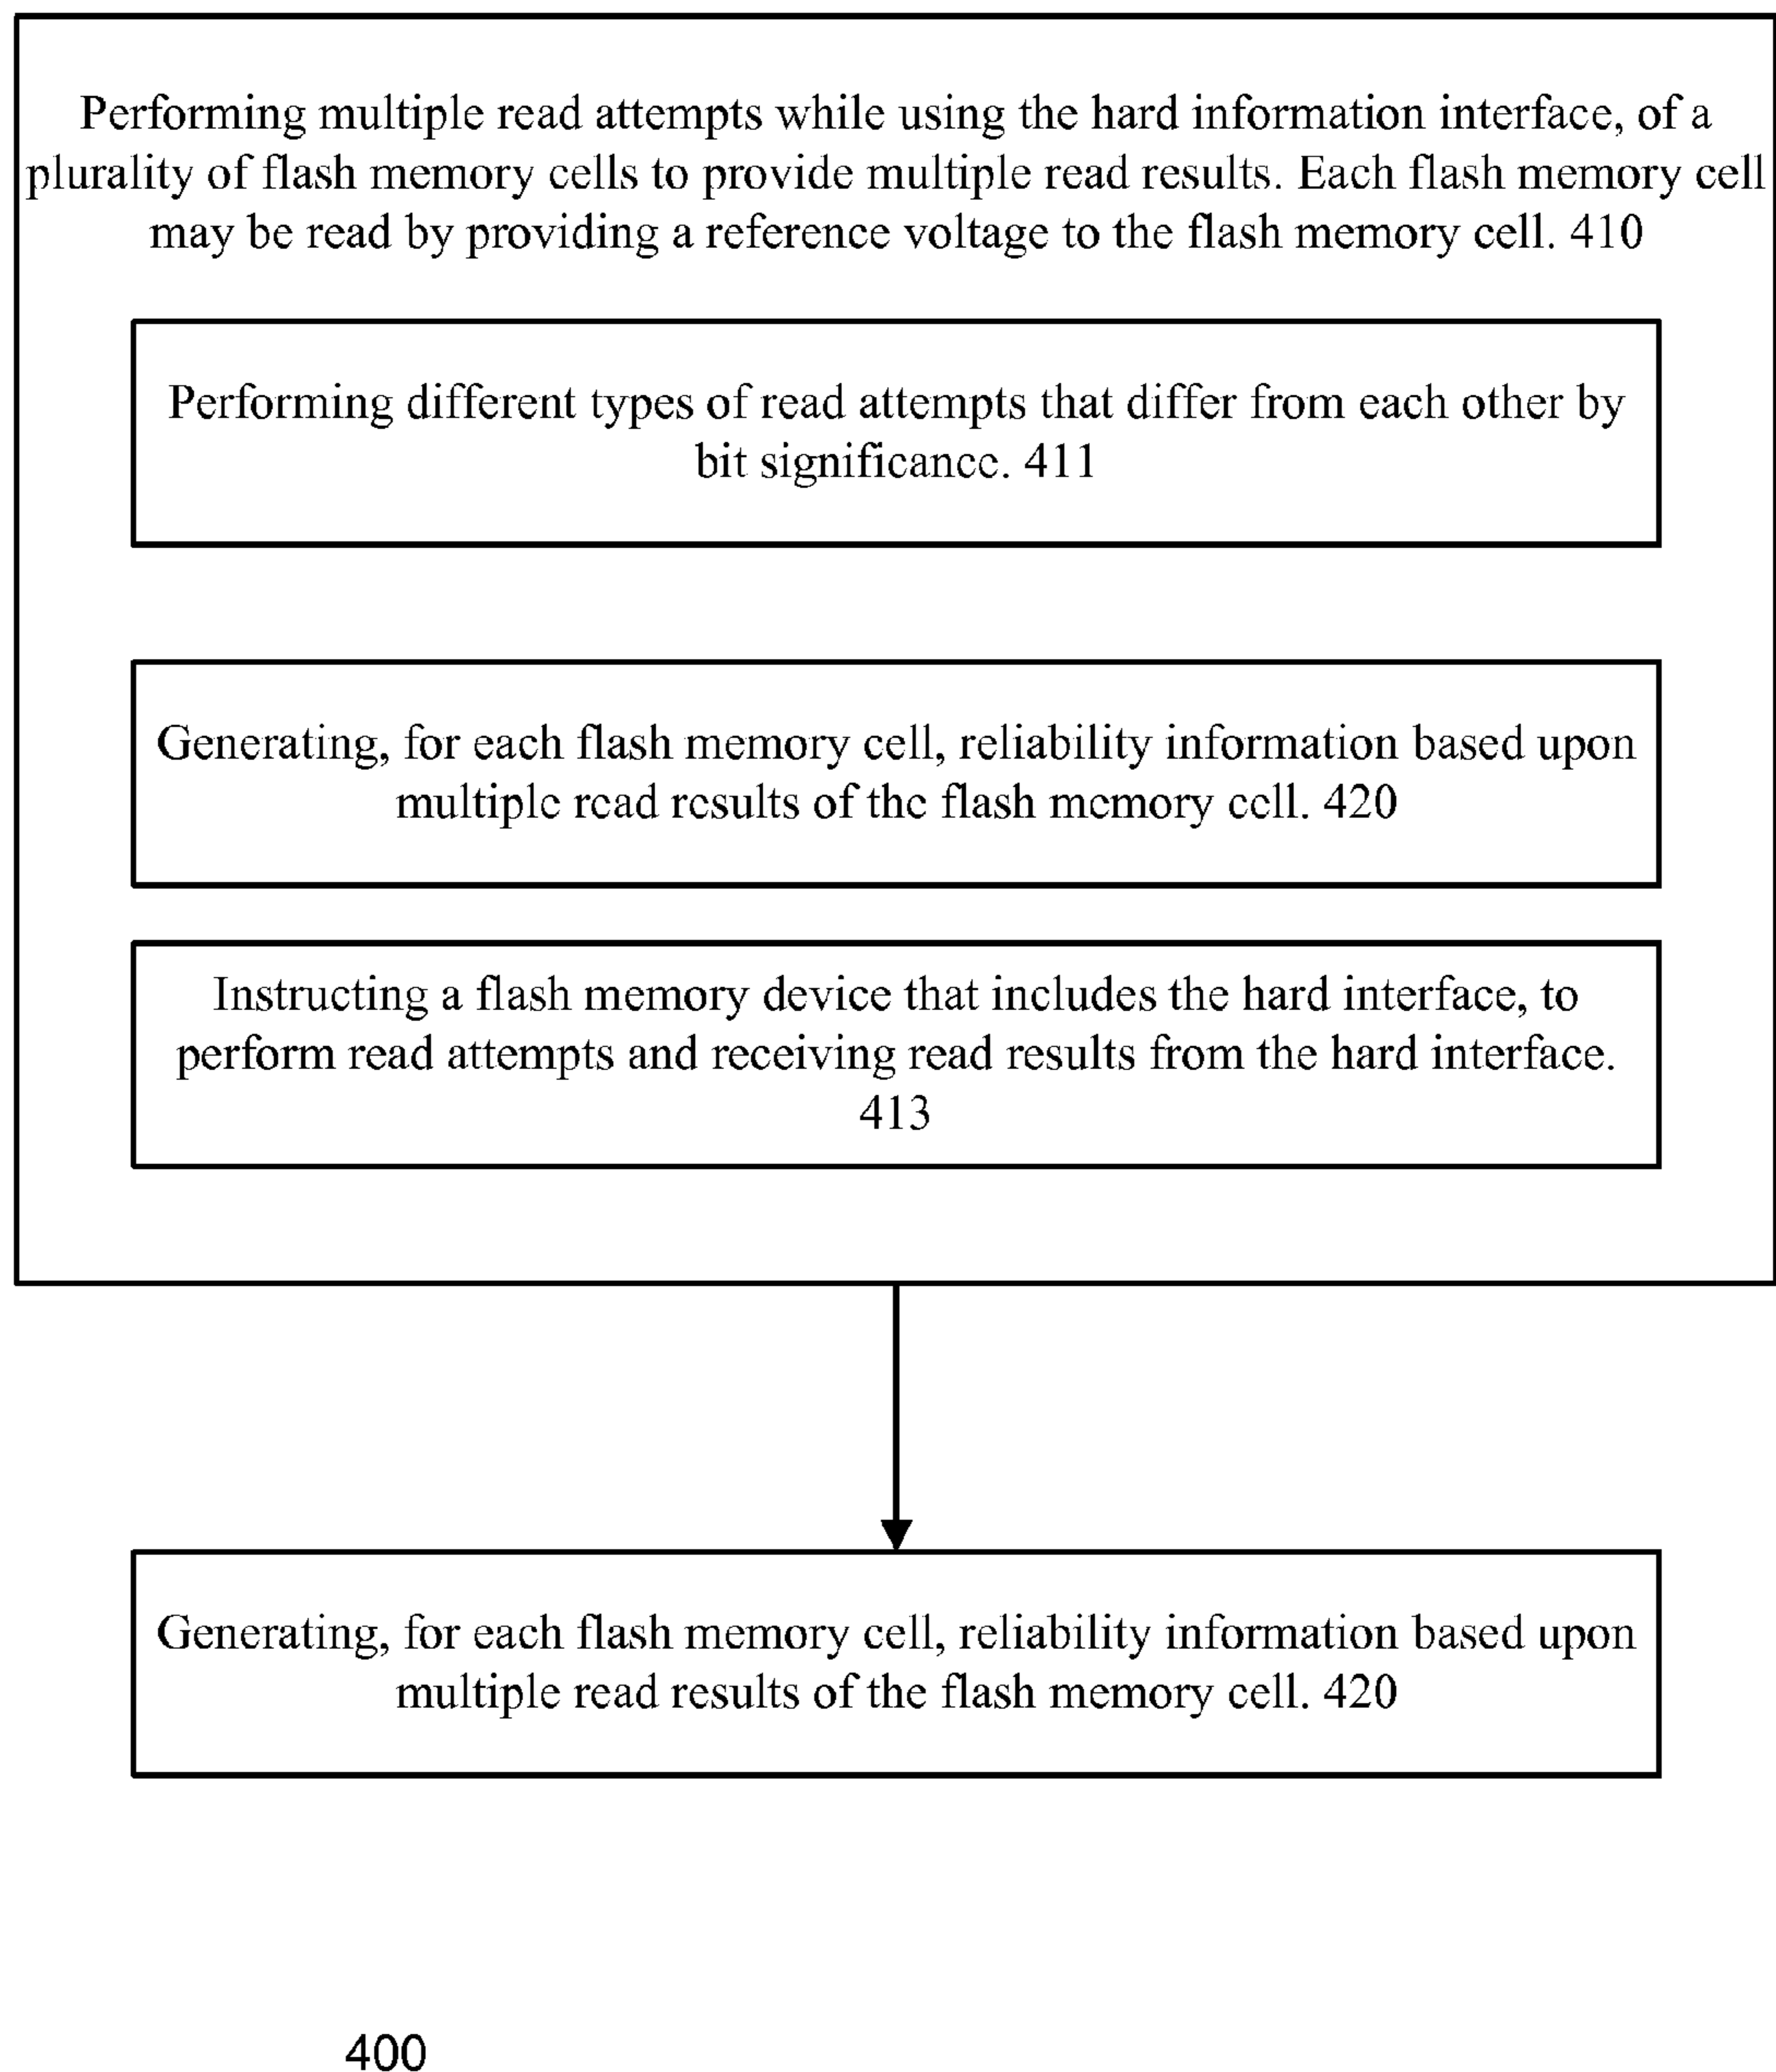 Performing multiple read attempts while using the hard information interface, of a
plurality of flash memory cells to provide multiple read results. Each flash memory cell
may be read by providing a reference voltage to the flash memory cell. 410
Performing different types of read attempts that differ from each other by
bit significance. 411
Generating, for each flash memory cell, reliability information based upon
multiple read results of the flash memory cell. 420
Instructing a flash memory device that includes the hard interface, to
perform read attempts and receiving read results from the hard interface.
413
Generating, for each flash memory cell, reliability information based upon
multiple read results of the flash memory cell. 420
400